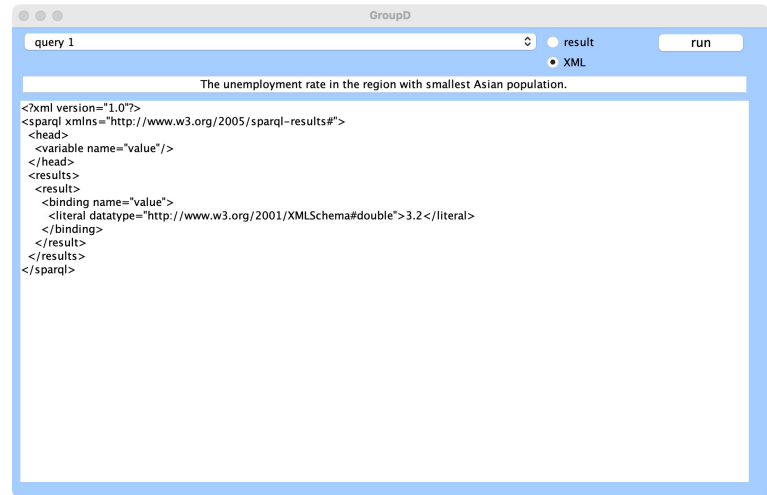 GroupD
query 1
result
run
XML
The unemployment rate in the region with smallest Asian population.
<?xml version="1.0"?>
<sparql xmlns="http://www.w3.org/2005/sparql-results#">
 <head>
  <variable name="value"/>
 </head>
 <results>
  <result>
   <binding name="value">
    <literal datatype="http://www.w3.org/2001/XMLSchema#double">3.2</literal>
   </binding>
  </result>
 </results>
</sparql>